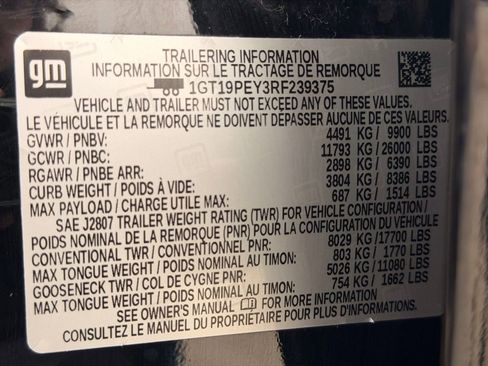 gm
TRAILERING INFORMATION
INFORMATION SUR LE TRACTAGE DE REMORQUE
1GT19PEY3RF239375
VEHICLE AND TRAILER MUST NOT EXCEED ANY OF THESE VALUES
LE VÉHICULE ET LA REMORQUE NE DOIVENT DÉPASSER AUCUNE DE CES VALEURS
GVWR / PNBV: 4491 KG / 9900 LBS
GCWR / PNBC: 11793 KG / 26000 LBS
RGAWR / PNBE ARR: 2898 KG / 6390 LBS
CURB WEIGHT / POIDS À VIDE: 3804 KG / 8386 LBS
MAX PAYLOAD / CHARGE UTILE MAX: 687 KG / 1514 LBS
SAE J2807 TRAILER WEIGHT RATING (TWR) FOR VEHICLE CONFIGURATION /
POIDS NOMINAL DE LA REMORQUE (PNR) POUR LA CONFIGURATION DU VÉHICULE
CONVENTIONAL TWR / CONVENTIONNEL PNR: 8029 KG /17700 LBS
MAX TONGUE WEIGHT / POIDS MAXIMAL AU TIMON: 803 KG / 1770 LBS
GOOSENECK TWR / COL DE CYGNE PNR: 5026 KG /11080 LBS
MAX TONGUE WEIGHT / POIDS MAXIMAL AU TIMON: 754 KG / 1662 LBS
SEE OWNER'S MANUAL FOR MORE INFORMATION
CONSULTEZ LE MANUEL DU PROPRIÉTAIRE POUR PLUS D'INFORMATION